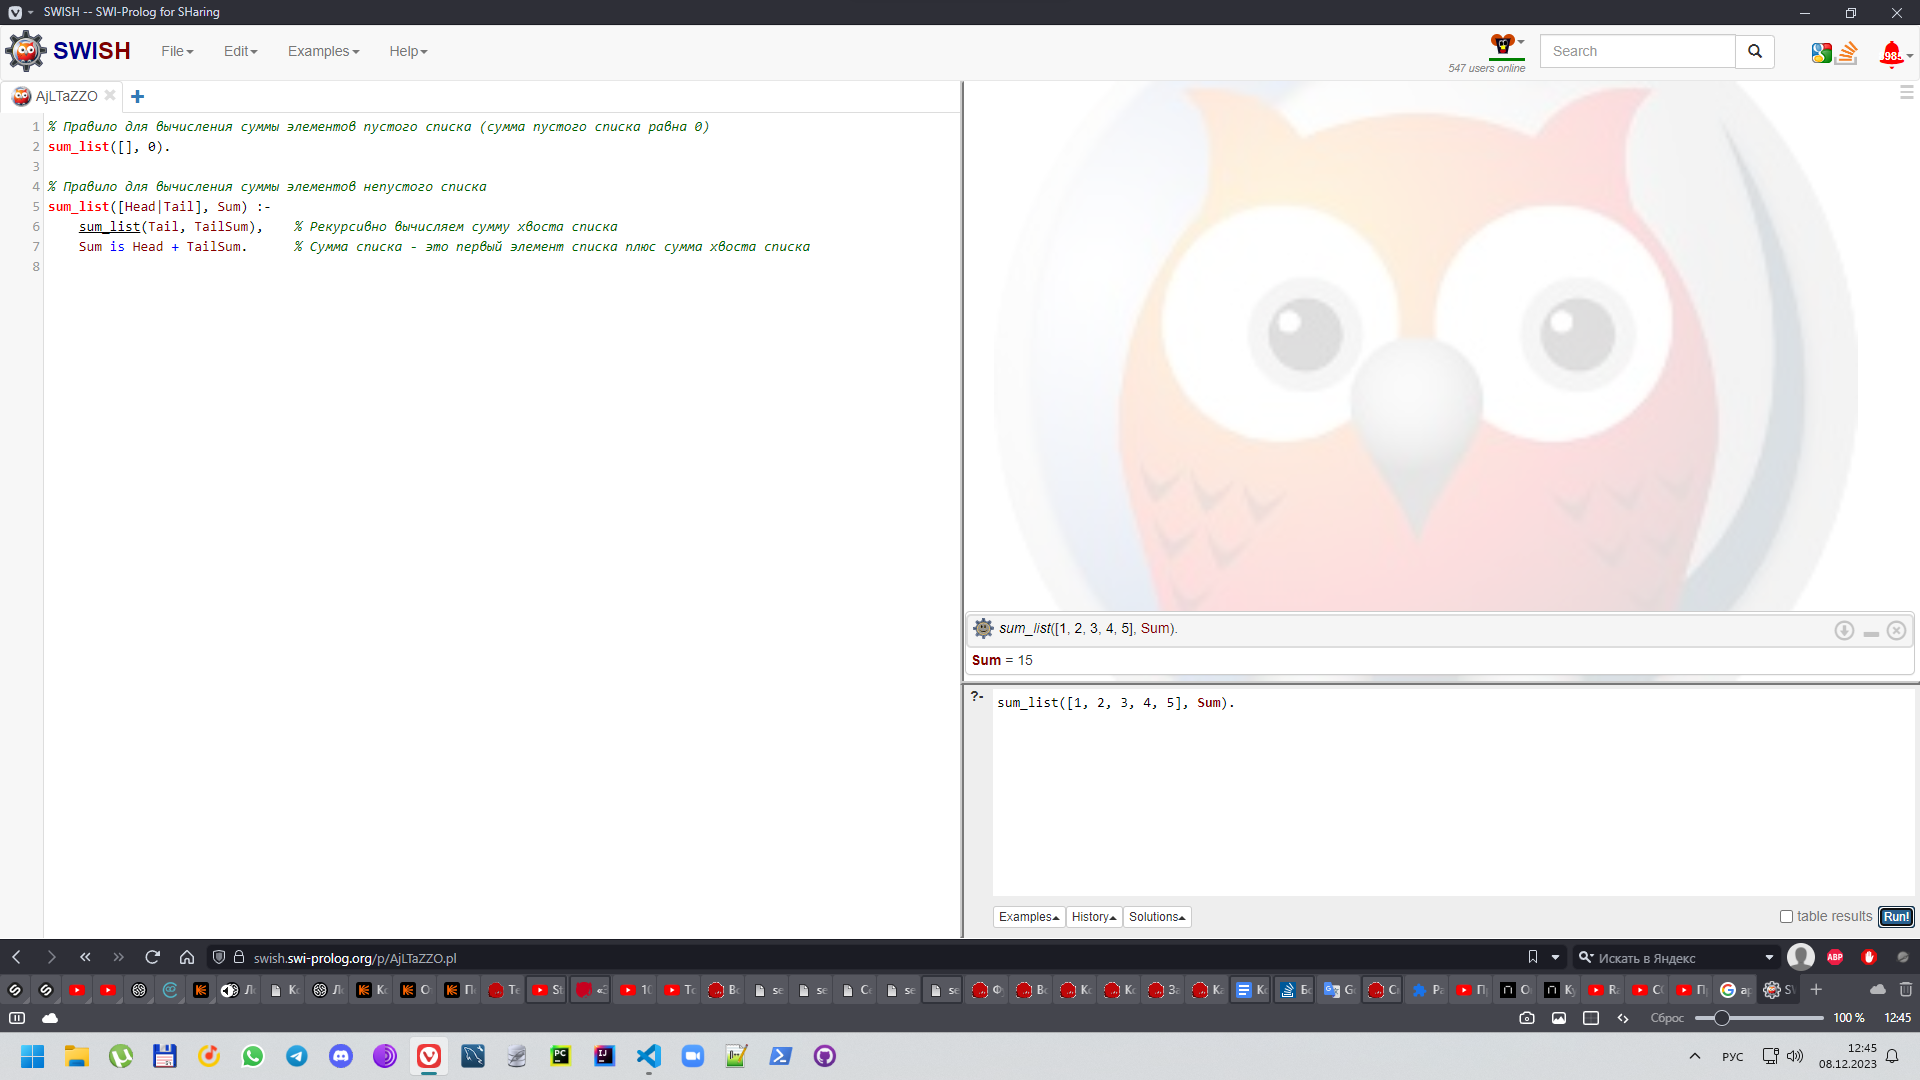 SWISH -- SWI-Prolog for SHaring
SWISH
File
Edit
Examples
Help
547 users online
Search
AjLTaZZO
1 % Правило для вычисления суммы элементов пустого списка (сумма пустого списка равна 0)
2 sum_list([], 0).
3
4 % Правило для вычисления суммы элементов непустого списка
5 sum_list([Head|Tail], Sum) :-
6 sum_list(Tail, TailSum), % Рекурсивно вычисляем сумму хвоста списка
7 Sum is Head + TailSum. % Сумма списка - это первый элемент списка плюс сумма хвоста списка
8
sum_list([1, 2, 3, 4, 5], Sum).
Sum = 15
?- sum_list([1, 2, 3, 4, 5], Sum).
Examples
History
Solutions
table results
Run!
swish.swi-prolog.org/p/AjLTaZZO.pl
Искать в Яндекс
ABP
Сброс
100 %
12:45
РУС
12:45
08.12.2023